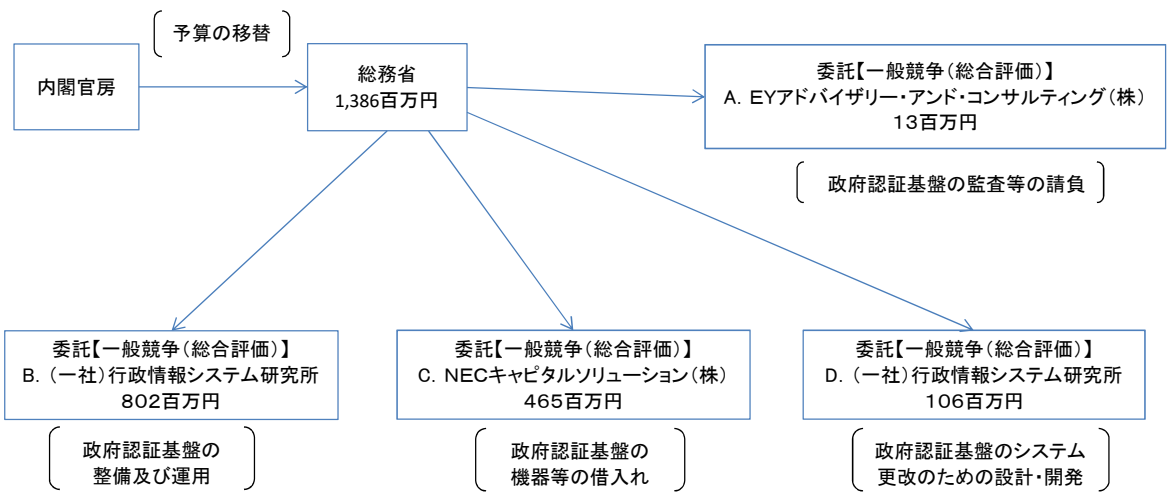 予算の移替
内閣官房
総務省
1,386百万円
委託【一般競争(総合評価)】
A. EYアドバイザリー・アンド・コンサルティング(株)
13百万円
政府認証基盤の監査等の請負
委託【一般競争(総合評価)】
B. (一社)行政情報システム研究所
802百万円
政府認証基盤の
整備及び運用
委託【一般競争(総合評価)】
C. NECキャピタルソリューション(株)
465百万円
政府認証基盤の
機器等の借入れ
委託【一般競争(総合評価)】
D. (一社)行政情報システム研究所
106百万円
政府認証基盤のシステム
更改のための設計・開発